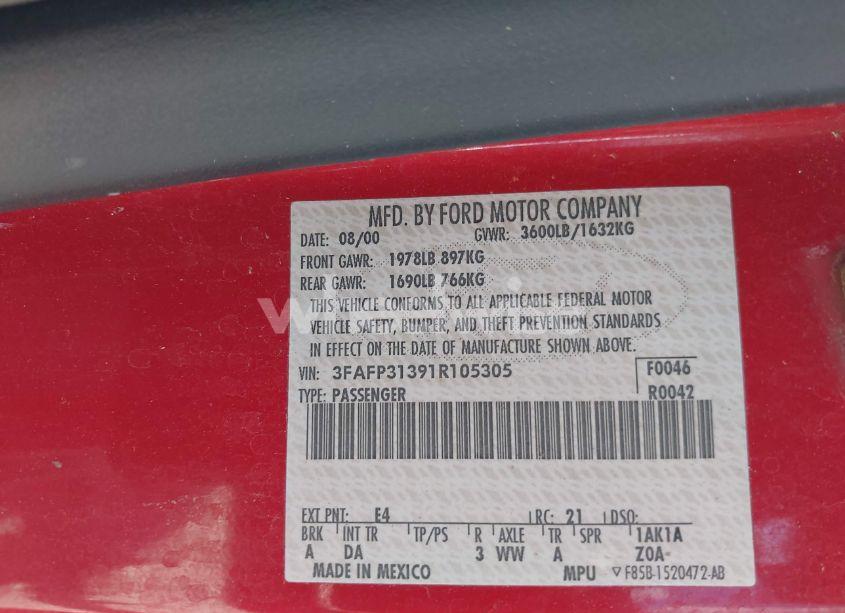 MFD. BY FORD MOTOR COMPANY
DATE: 08/00 GVWR: 3600LB/1632KG
FRONT GAWR: 1978LB 897KG
REAR GAWR: 1690LB 766KG
THIS VEHICLE CONFORMS TO ALL APPLICABLE FEDERAL MOTOR
VEHICLE SAFETY, BUMPER, AND THEFT PREVENTION STANDARDS
IN EFFECT ON THE DATE OF MANUFACTURE SHOWN ABOVE.
VIN: 3FAFP31391R105305 F0046
TYPE: PASSENGER R0042
EXT PNT: E4 RC: 21 DSO:
BRK INT TR TP/PS R AXLE TR SPR 1AK1A
A DA 3 WW A Z0A
MADE IN MEXICO MPU ▽ F85B-1520472-AB